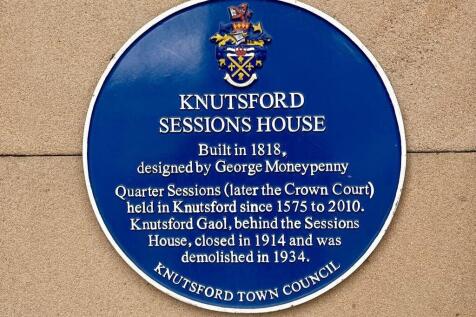 KNUTSFORD
SESSIONS HOUSE
Built in 1818,
designed by George Moneypenny
Quarter Sessions (later the Crown Court)
held in Knutsford since 1575 to 2010.
Knutsford Gaol, behind the Sessions
House, closed in 1914 and was
demolished in 1934.
KNUTSFORD TOWN COUNCIL